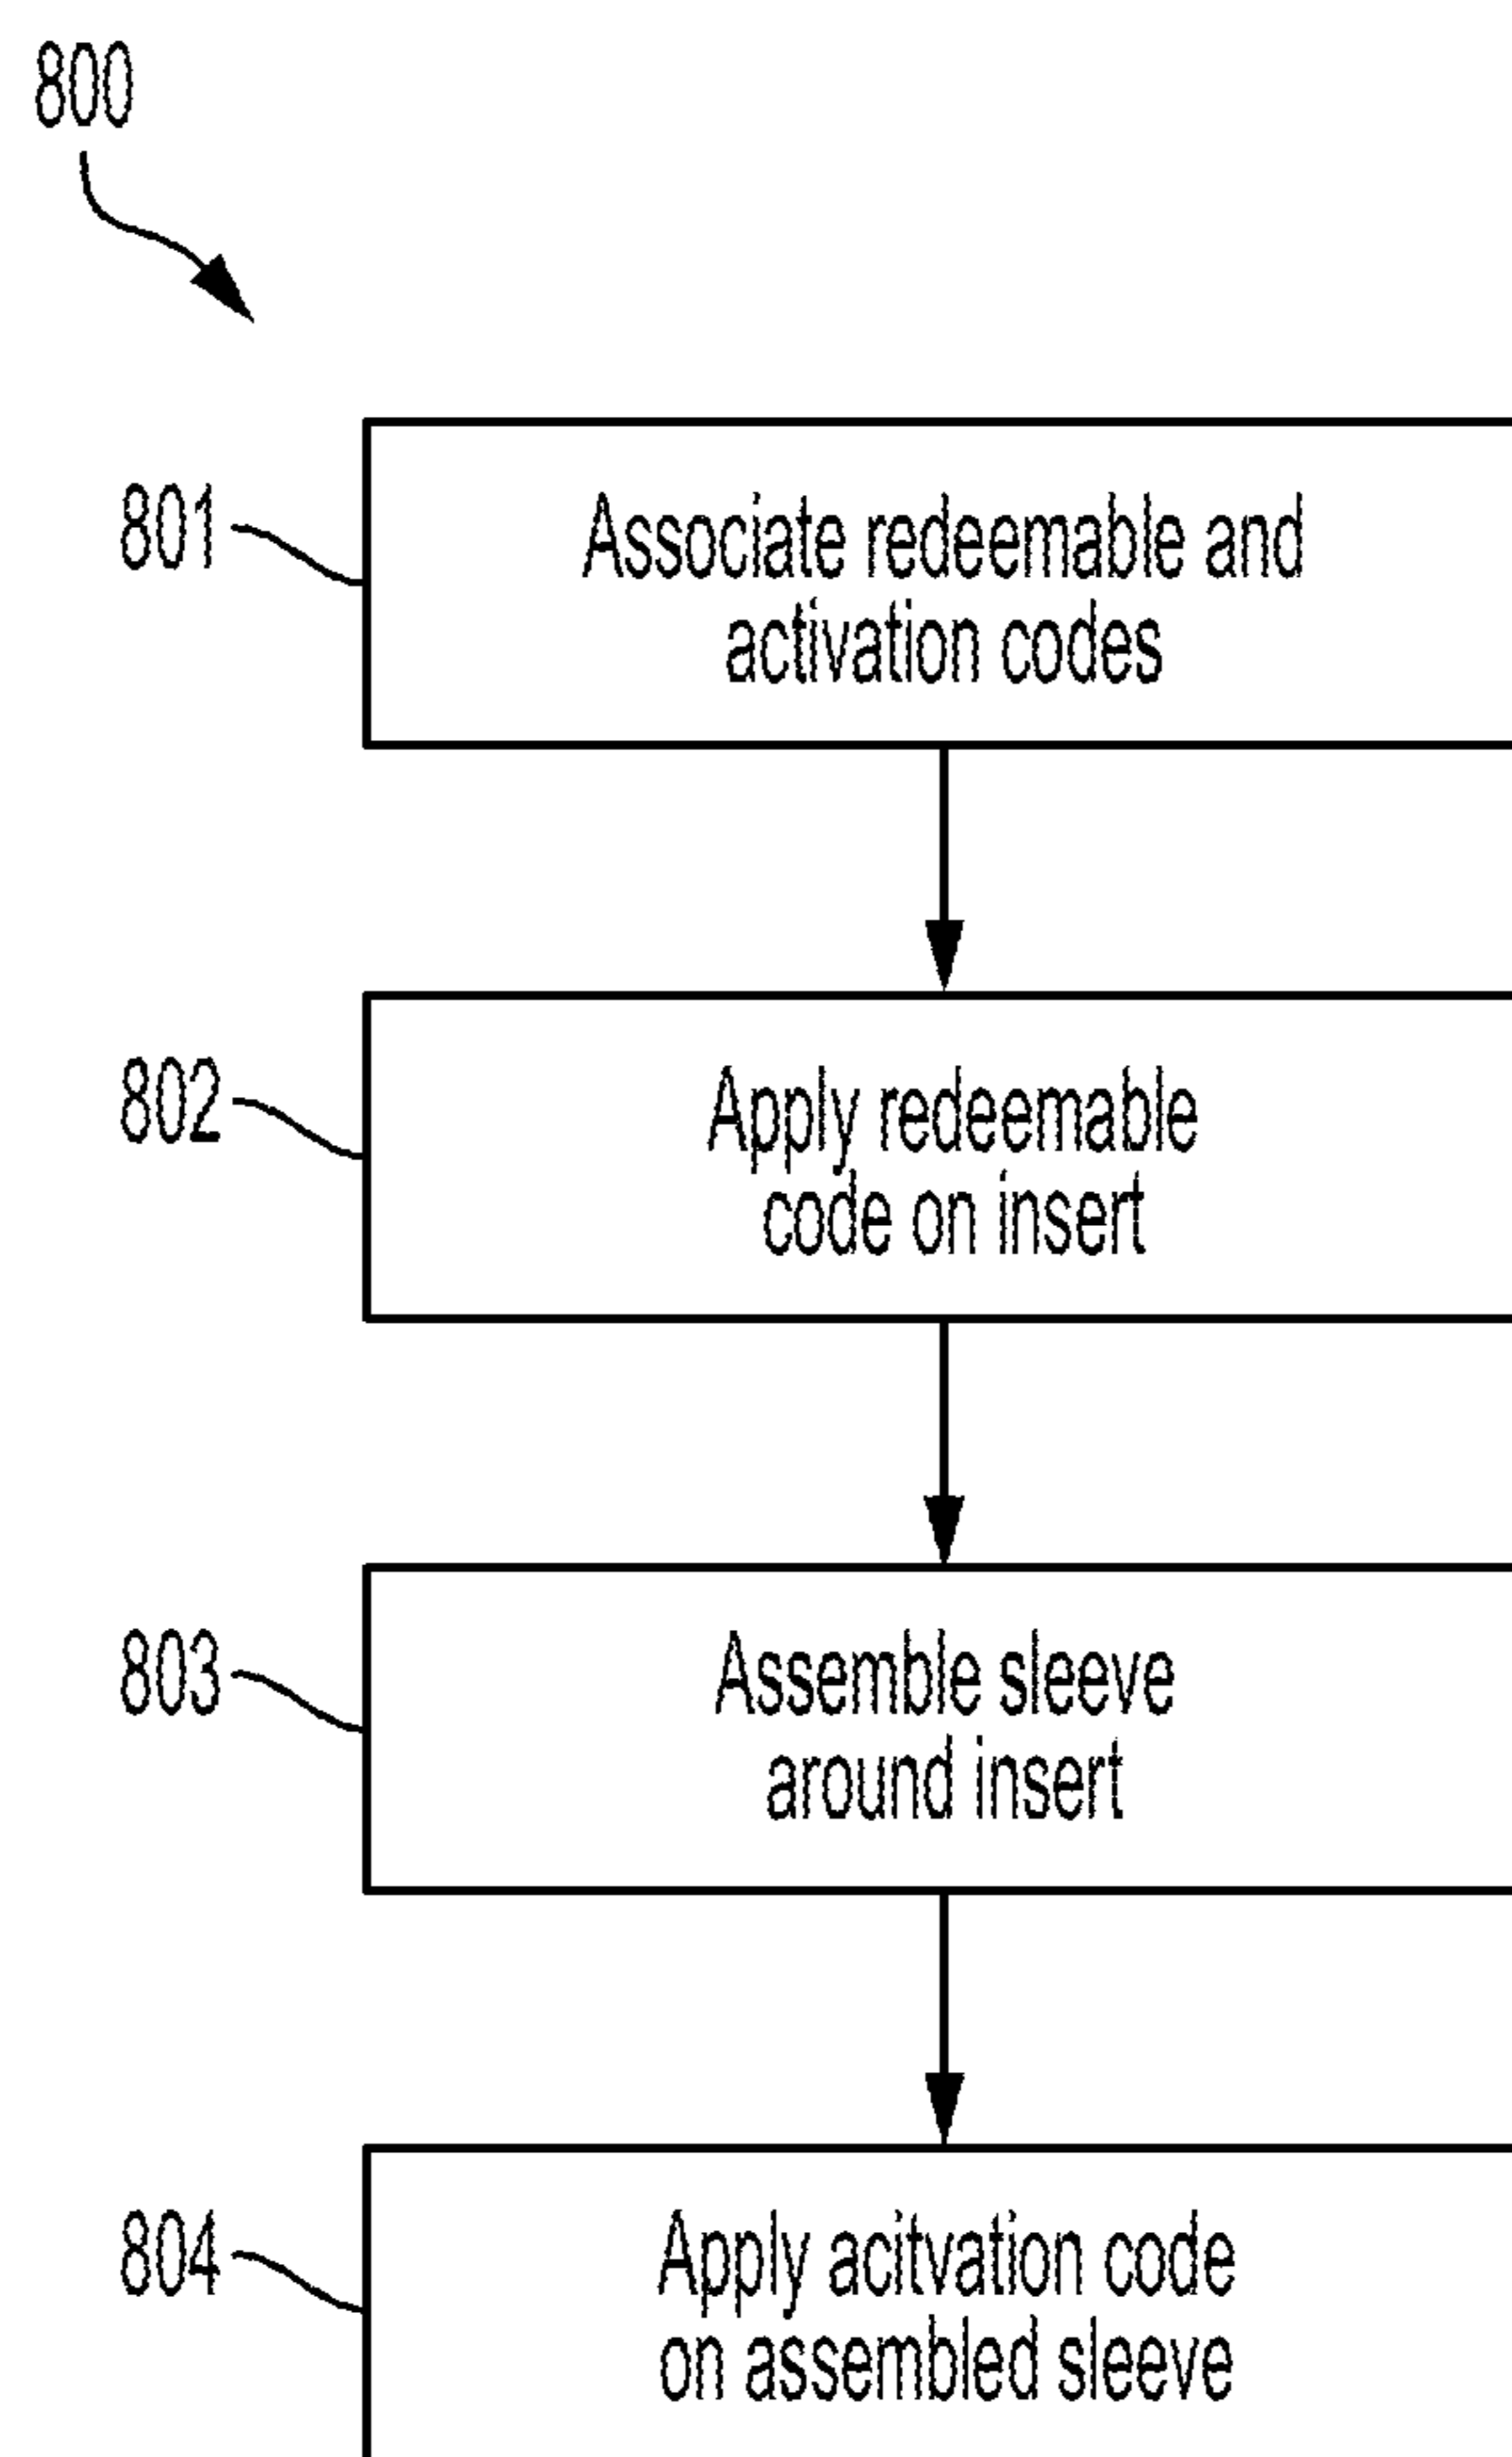 800
801
Associate redeemable and
activation codes
802
Apply redeemable
code on insert
803
Assemble sleeve
around insert
804
Apply acitvation code
on assembled sleeve